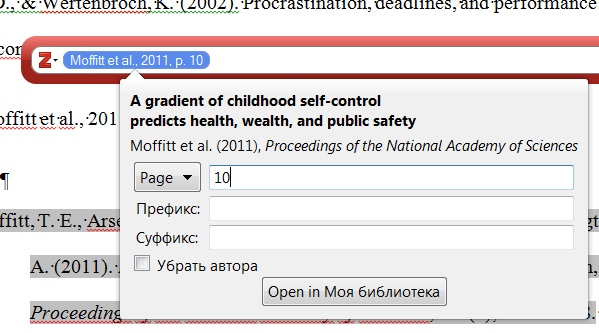 D., & Wertenbroch, K. (2002). Procrastination, deadlines, and performance
con
Z Moffitt et al., 2011, p. 10
offitt et al., 201
A gradient of childhood self-control
predicts health, wealth, and public safety
Moffitt et al. (2011), Proceedings of the National Academy of Sciences
¶
Page 10
Префикс:
ffitt, T. E., Arse
Суффикс:
A. (2011).
Убрать автора
Open in Моя библиотека
Proceeding